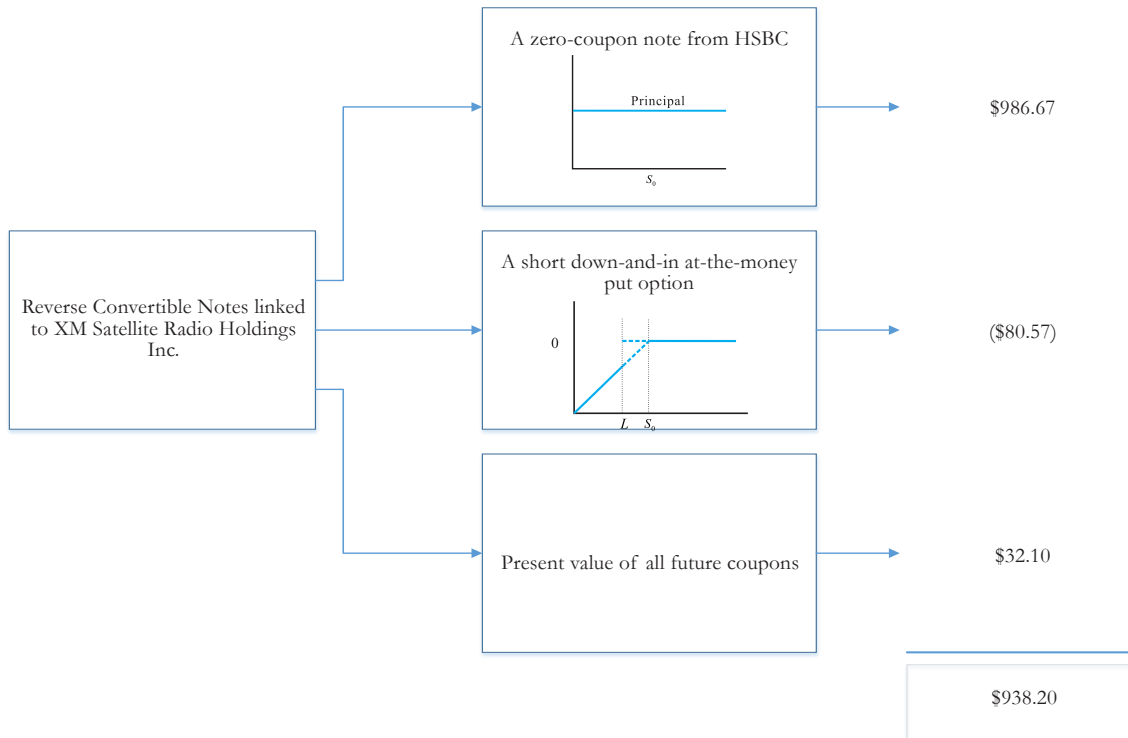 A zero-coupon note from HSBC
Principal
S₀
$986.67
Reverse Convertible Notes linked
to XM Satellite Radio Holdings
Inc.
A short down-and-in at-the-money
put option
0
L S₀
($80.57)
Present value of all future coupons
$32.10
$938.20